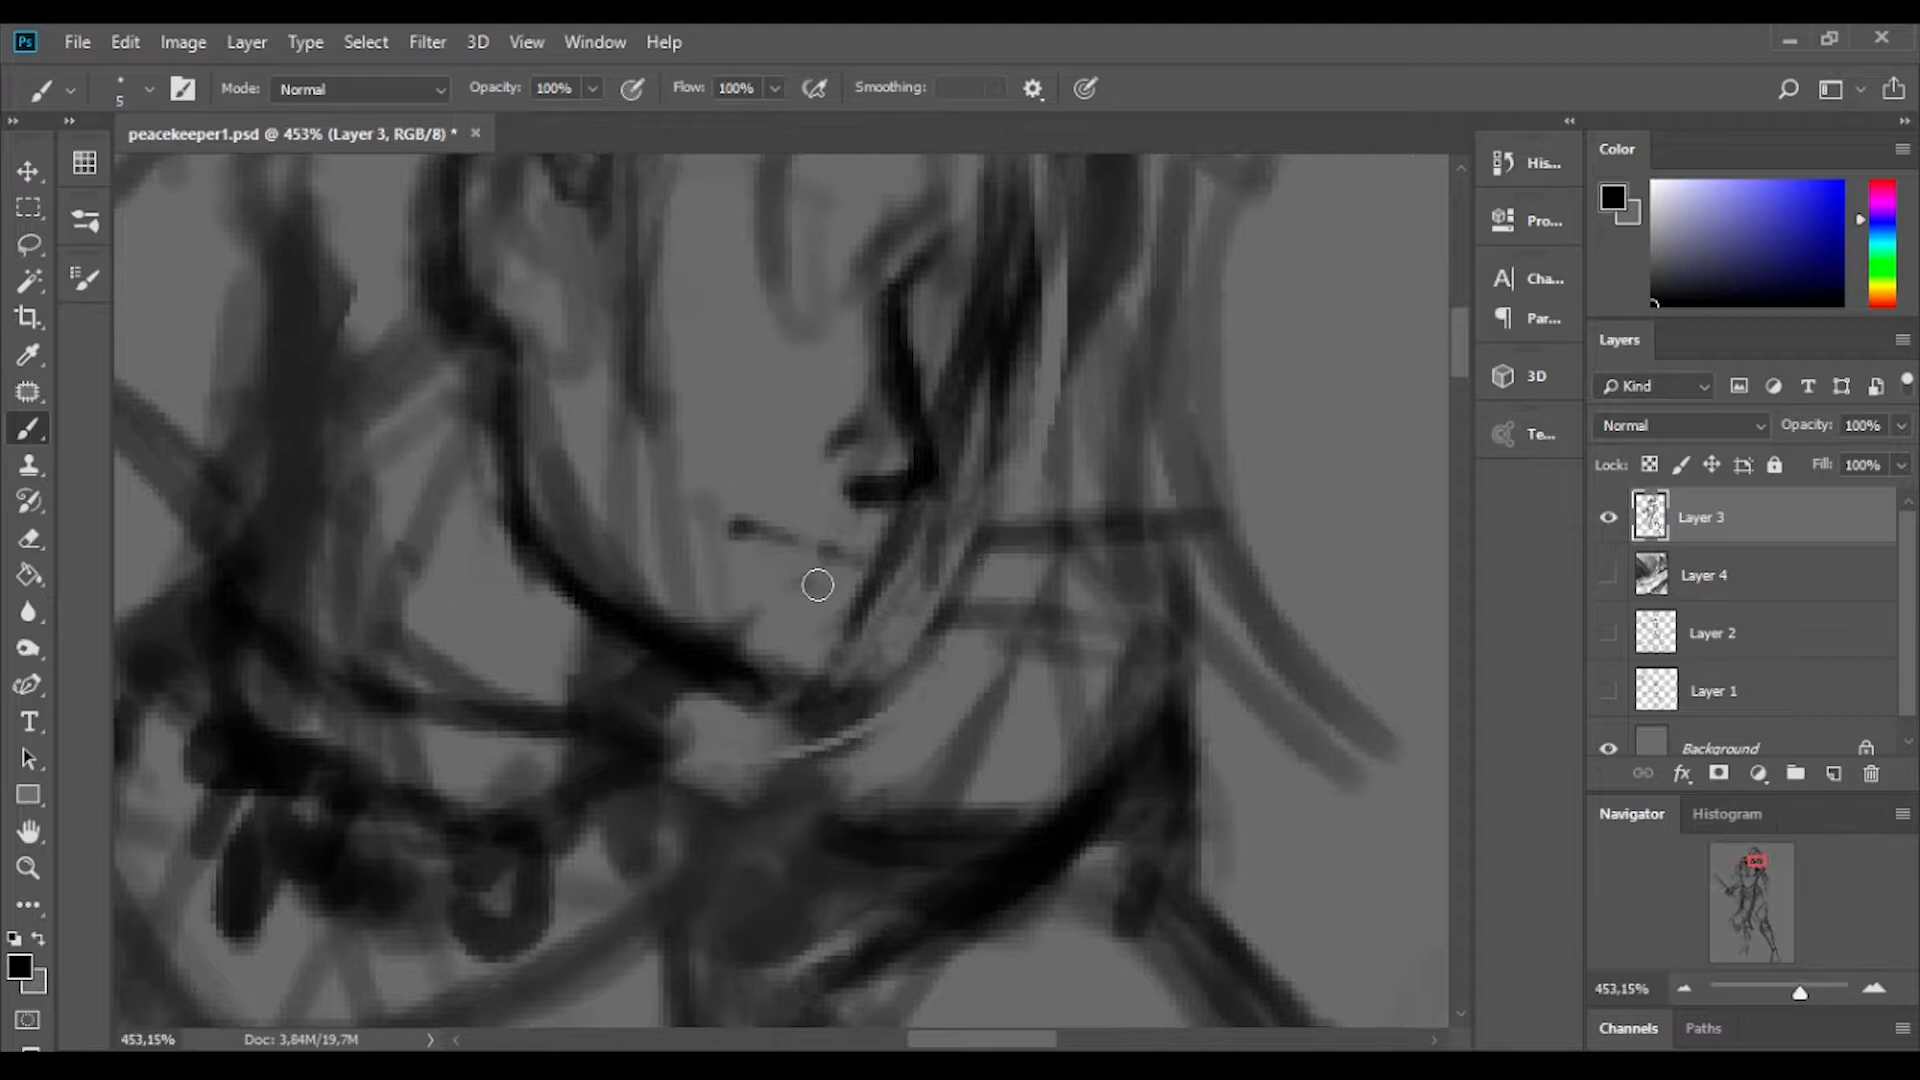 Ps File Edit Image Layer Type Select Filter 3D View Window Help
5 Mode: Normal Opacity: 100% Flow: 100% Smoothing:
peacekeeper1.psd @ 453% (Layer 3, RGB/8) *
His...
Pro...
Cha...
Par...
3D
Te...
Color
Layers
Kind
Normal Opacity: 100%
Lock: Fill: 100%
Layer 3
Layer 4
Layer 2
Layer 1
Background
fx
Navigator Histogram
453,15%
Channels Paths
453,15% Doc: 3,84M/19,7M